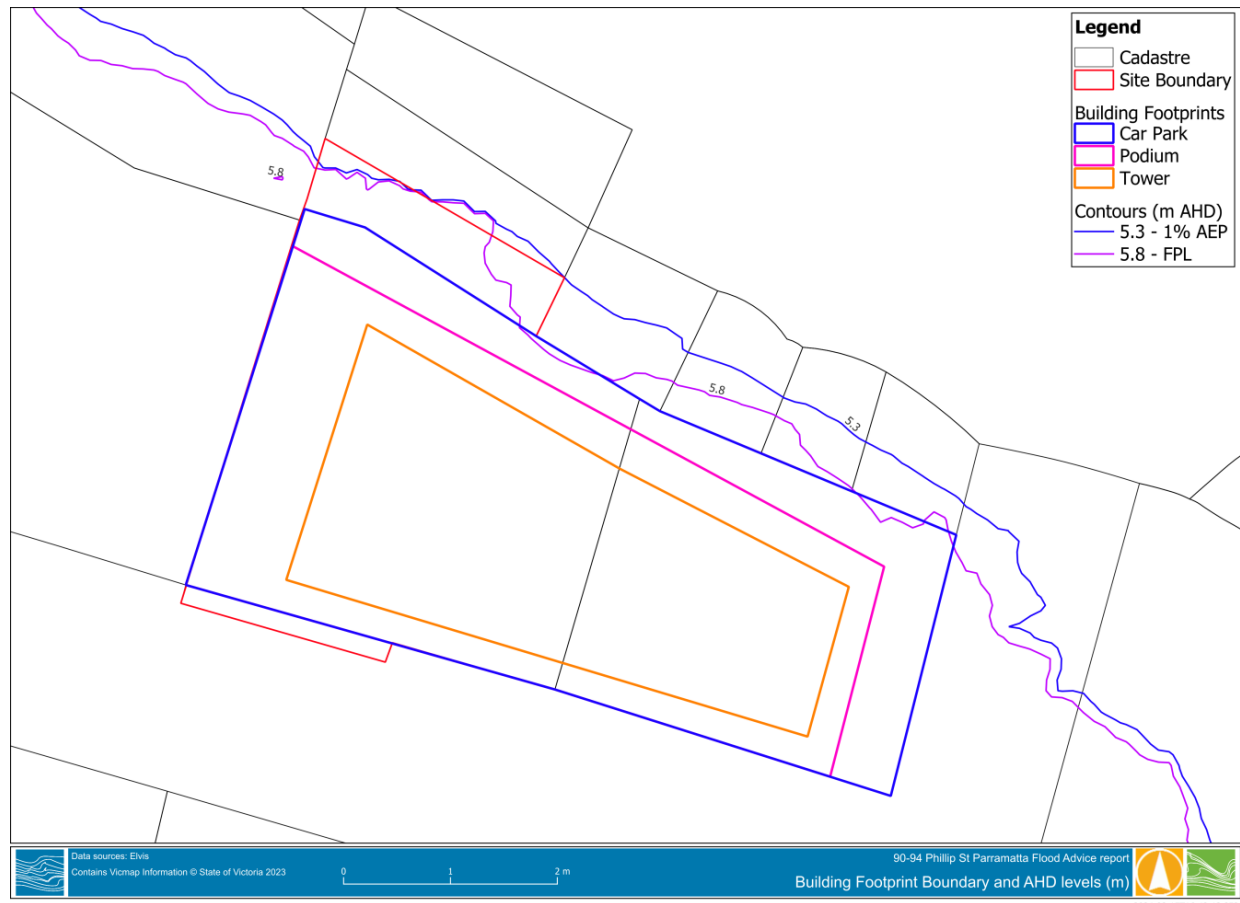 Legend
Cadastre
Site Boundary
Building Footprints
Car Park
Podium
Tower
Contours (m AHD)
5.3 - 1% AEP
5.8 - FPL
5.8
5.8
5.3
Data sources: Elvis
Contains Vicmap Information © State of Victoria 2023
0 1 2 m
90-94 Phillip St Parramatta Flood Advice report
Building Footprint Boundary and AHD levels (m)